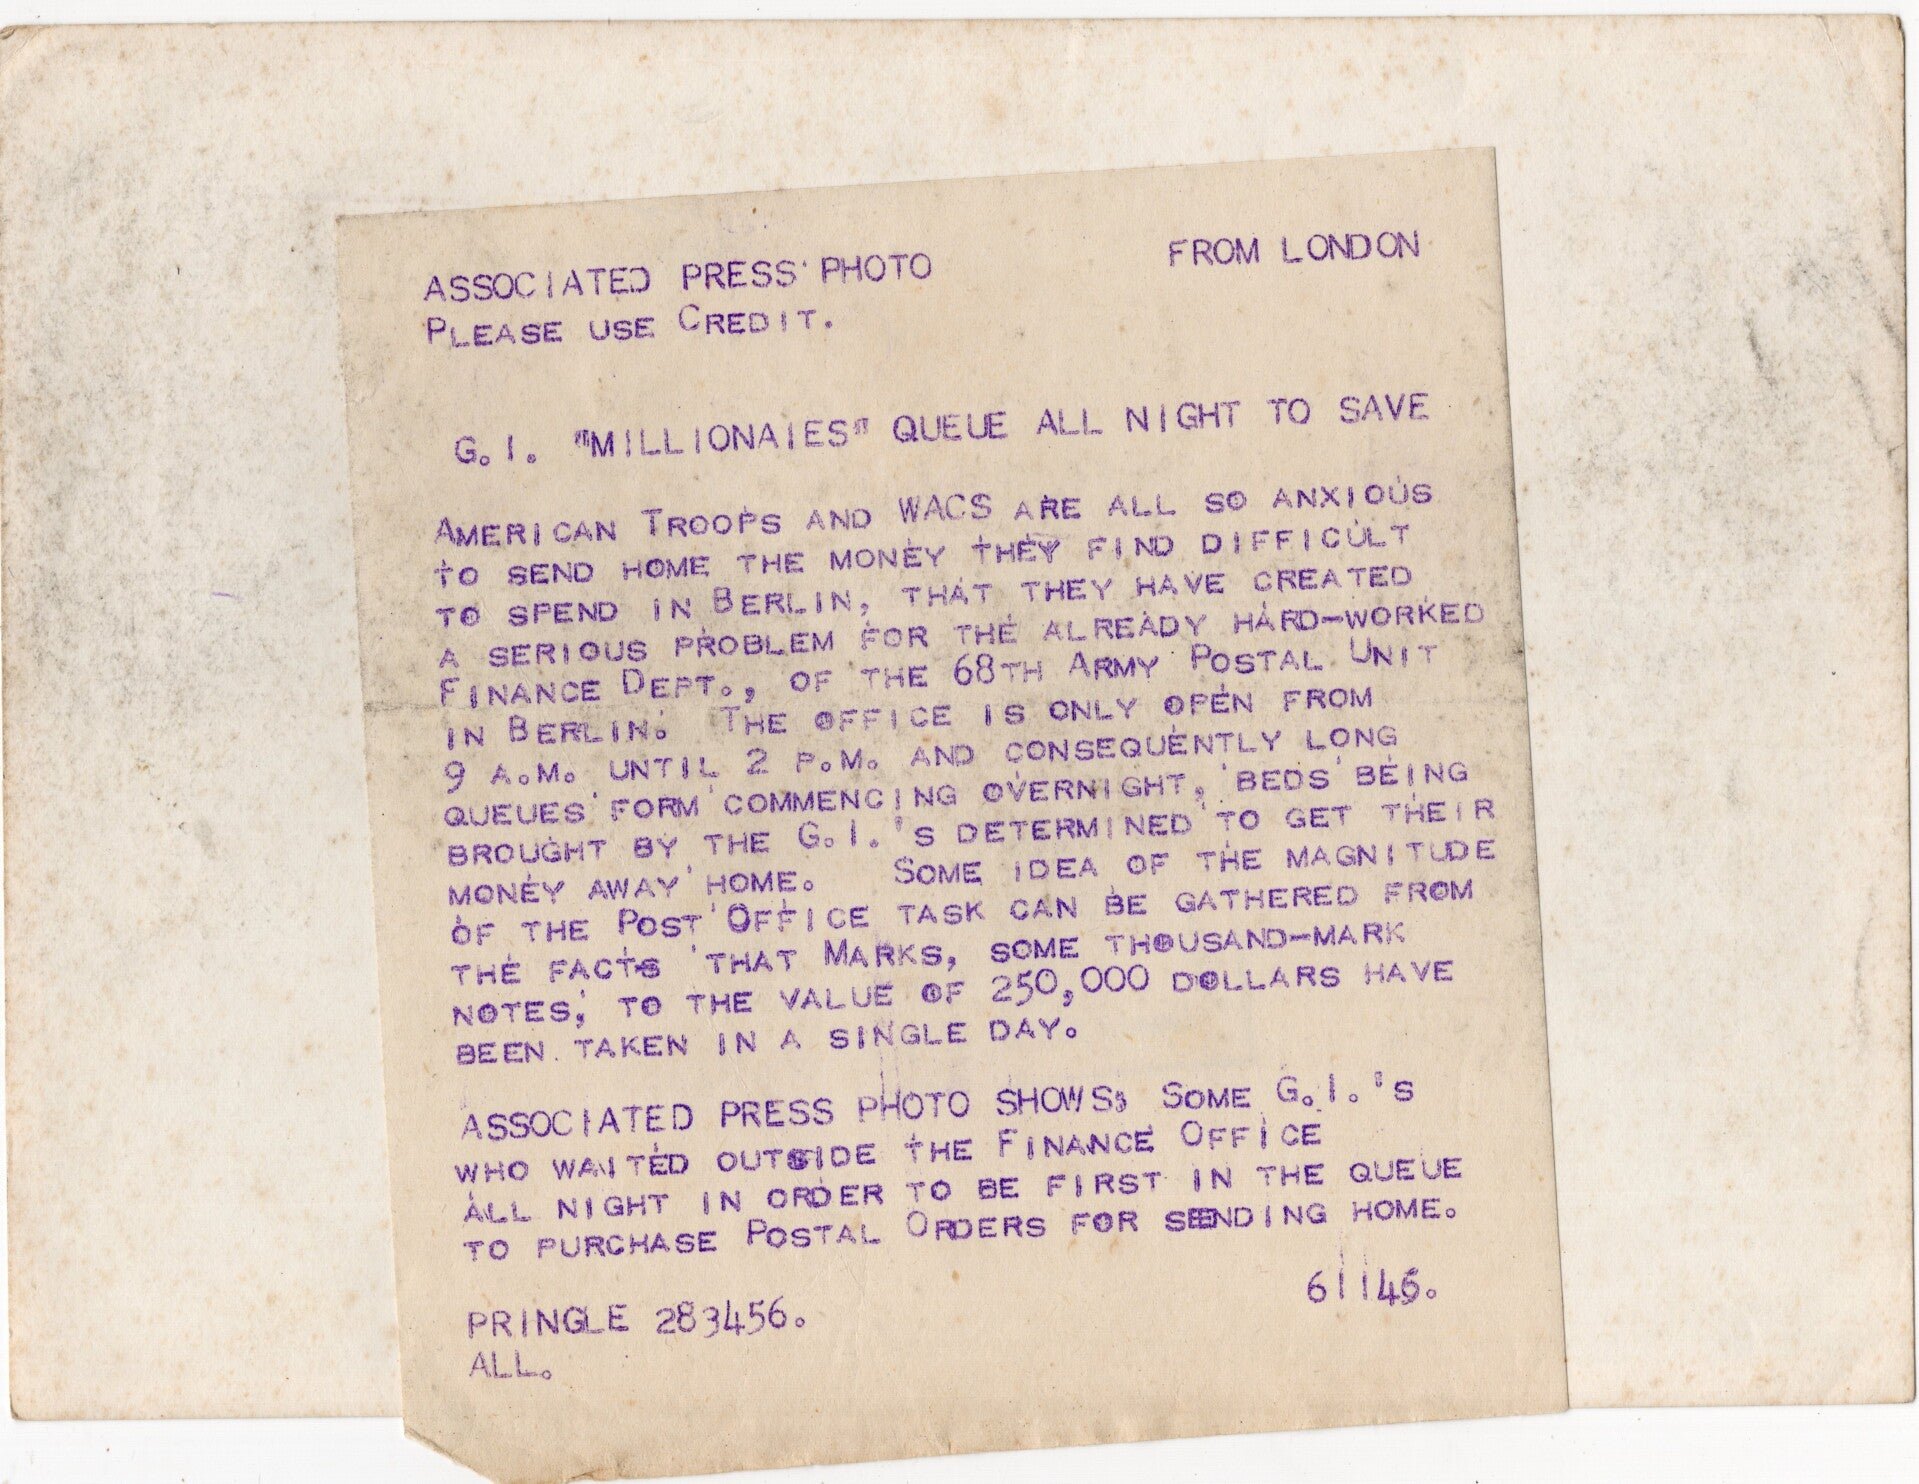 ASSOCIATED PRESS PHOTO FROM LONDON
PLEASE USE CREDIT.
G.I. "MILLIONAIES" QUEUE ALL NIGHT TO SAVE
AMERICAN TROOPS AND WACS ARE ALL SO ANXIOUS
TO SEND HOME THE MONEY THEY FIND DIFFICULT
TO SPEND IN BERLIN, THAT THEY HAVE CREATED
A SERIOUS PROBLEM FOR THE ALREADY HARD-WORKED
FINANCE DEPT., OF THE 68TH ARMY POSTAL UNIT
IN BERLIN. THE OFFICE IS ONLY OPEN FROM
9 A.M. UNTIL 2 P.M. AND CONSEQUENTLY LONG
QUEUES FORM COMMENCING OVERNIGHT, BEDS BEING
BROUGHT BY THE G.I.'S DETERMINED TO GET THEIR
MONEY AWAY HOME. SOME IDEA OF THE MAGNITUDE
OF THE POST OFFICE TASK CAN BE GATHERED FROM
THE FACTS THAT MARKS, SOME THOUSAND-MARK
NOTES, TO THE VALUE OF 250,000 DOLLARS HAVE
BEEN TAKEN IN A SINGLE DAY.
ASSOCIATED PRESS PHOTO SHOWS: SOME G.I.'S
WHO WAITED OUTSIDE THE FINANCE OFFICE
ALL NIGHT IN ORDER TO BE FIRST IN THE QUEUE
TO PURCHASE POSTAL ORDERS FOR SENDING HOME.
61145.
PRINGLE 283456.
ALL.